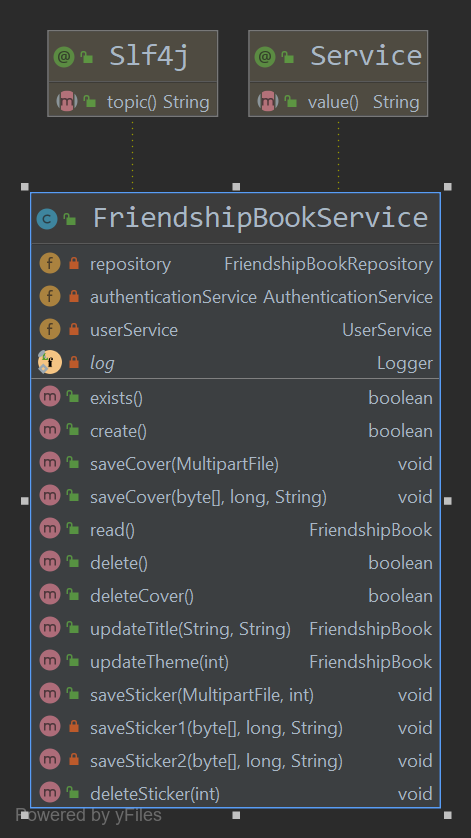 Slf4j
topic() String
Service
value() String
FriendshipBookService
repository FriendshipBookRepository
authenticationService AuthenticationService
userService UserService
log Logger
exists() boolean
create() boolean
saveCover(MultipartFile) void
saveCover(byte[], long, String) void
read() FriendshipBook
delete() boolean
deleteCover() boolean
updateTitle(String, String) FriendshipBook
updateTheme(int) FriendshipBook
saveSticker(MultipartFile, int) void
saveSticker1(byte[], long, String) void
saveSticker2(byte[], long, String) void
deleteSticker(int) void
Powered by yFiles